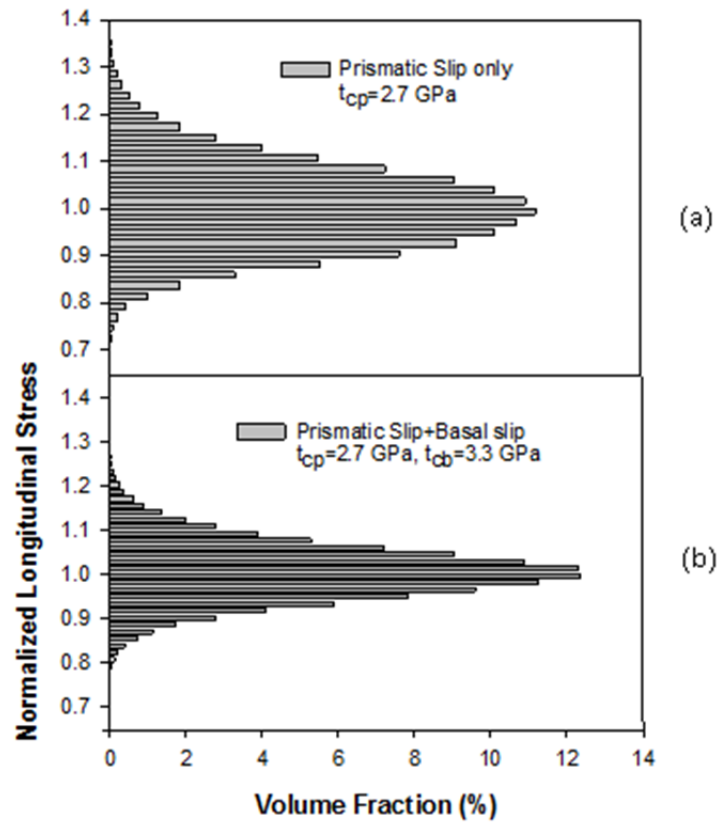 1.4
1.3
1.2
1.1
1.0
0.9
0.8
0.7
Prismatic Slip only
tcp=2.7 GPa
(a)
1.4
1.3
1.2
1.1
1.0
0.9
0.8
0.7
Prismatic Slip+Basal slip
tcp=2.7 GPa, tcb=3.3 GPa
(b)
Normalized Longitudinal Stress
0 2 4 6 8 10 12 14
Volume Fraction (%)